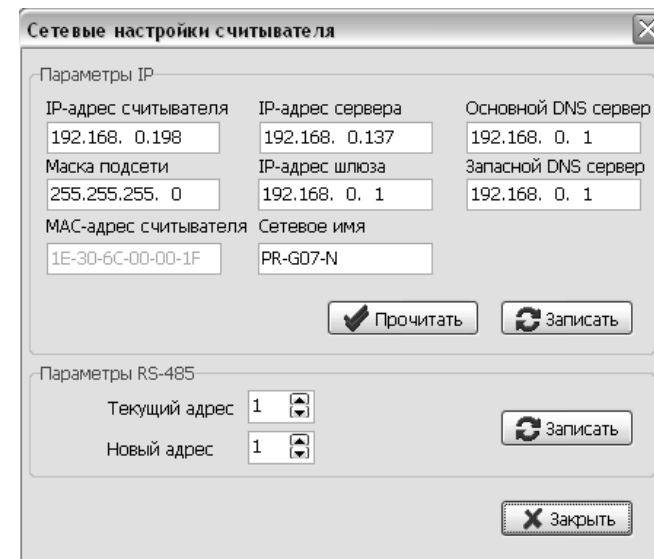 Сетевые настройки считывателя
Параметры IP
IP-адрес считывателя IP-адрес сервера Основной DNS сервер
192.168. 0.198 192.168. 0.137 192.168. 0. 1
Маска подсети IP-адрес шлюза Запасной DNS сервер
255.255.255. 0 192.168. 0. 1 192.168. 0. 1
MAC-адрес считывателя Сетевое имя
1E-30-6C-00-00-1F PR-G07-N
Прочитать Записать
Параметры RS-485
Текущий адрес 1
Записать
Новый адрес 1
Закрыть